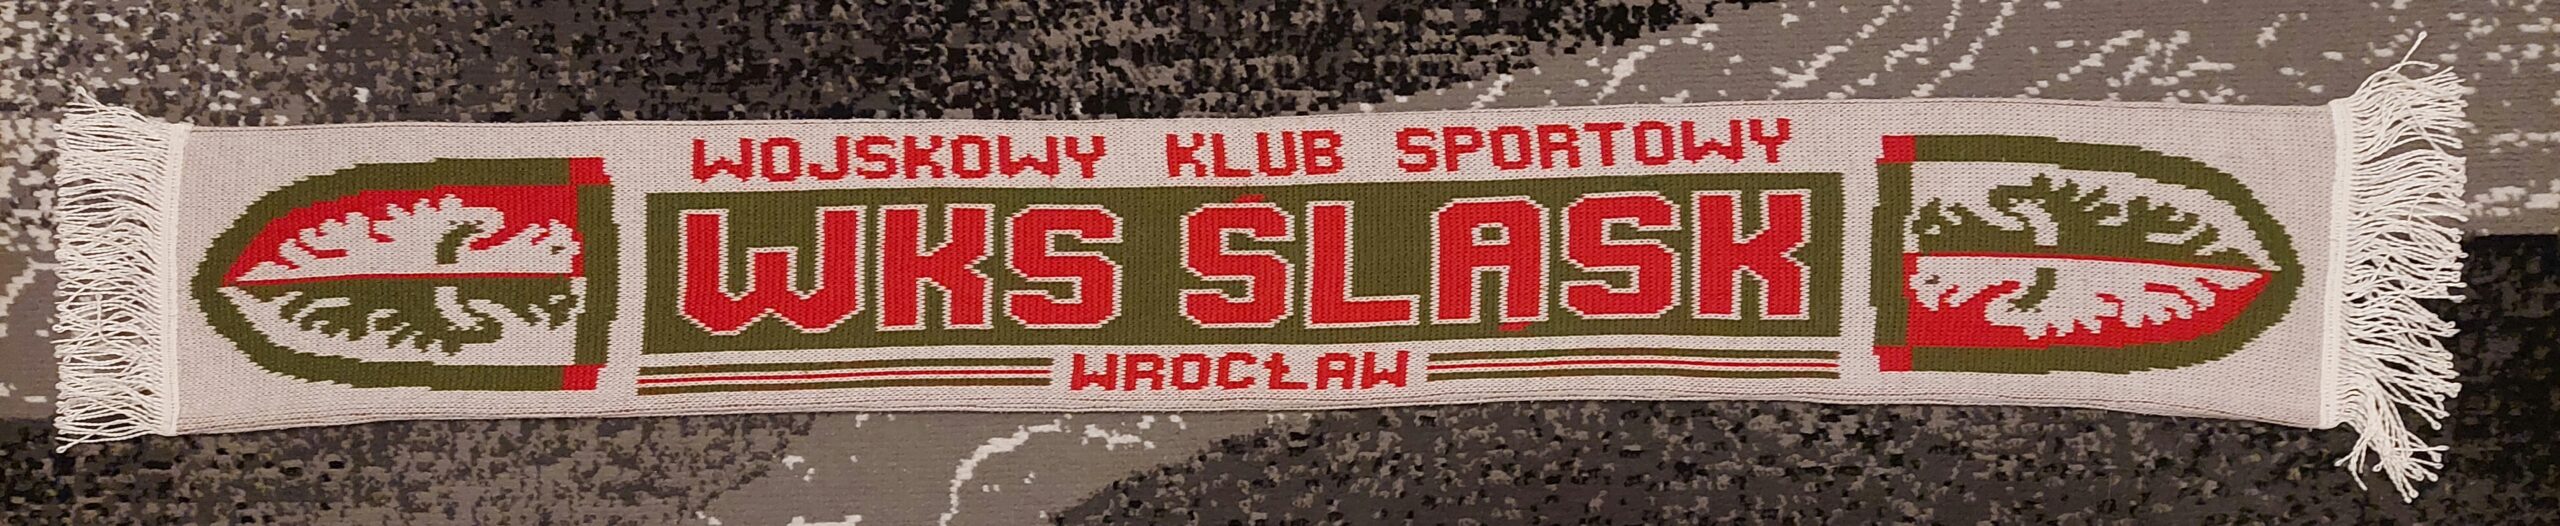 WOJSKOWY KLUB SPORTOWY
WKS ŚLĄSK
WROCŁAW